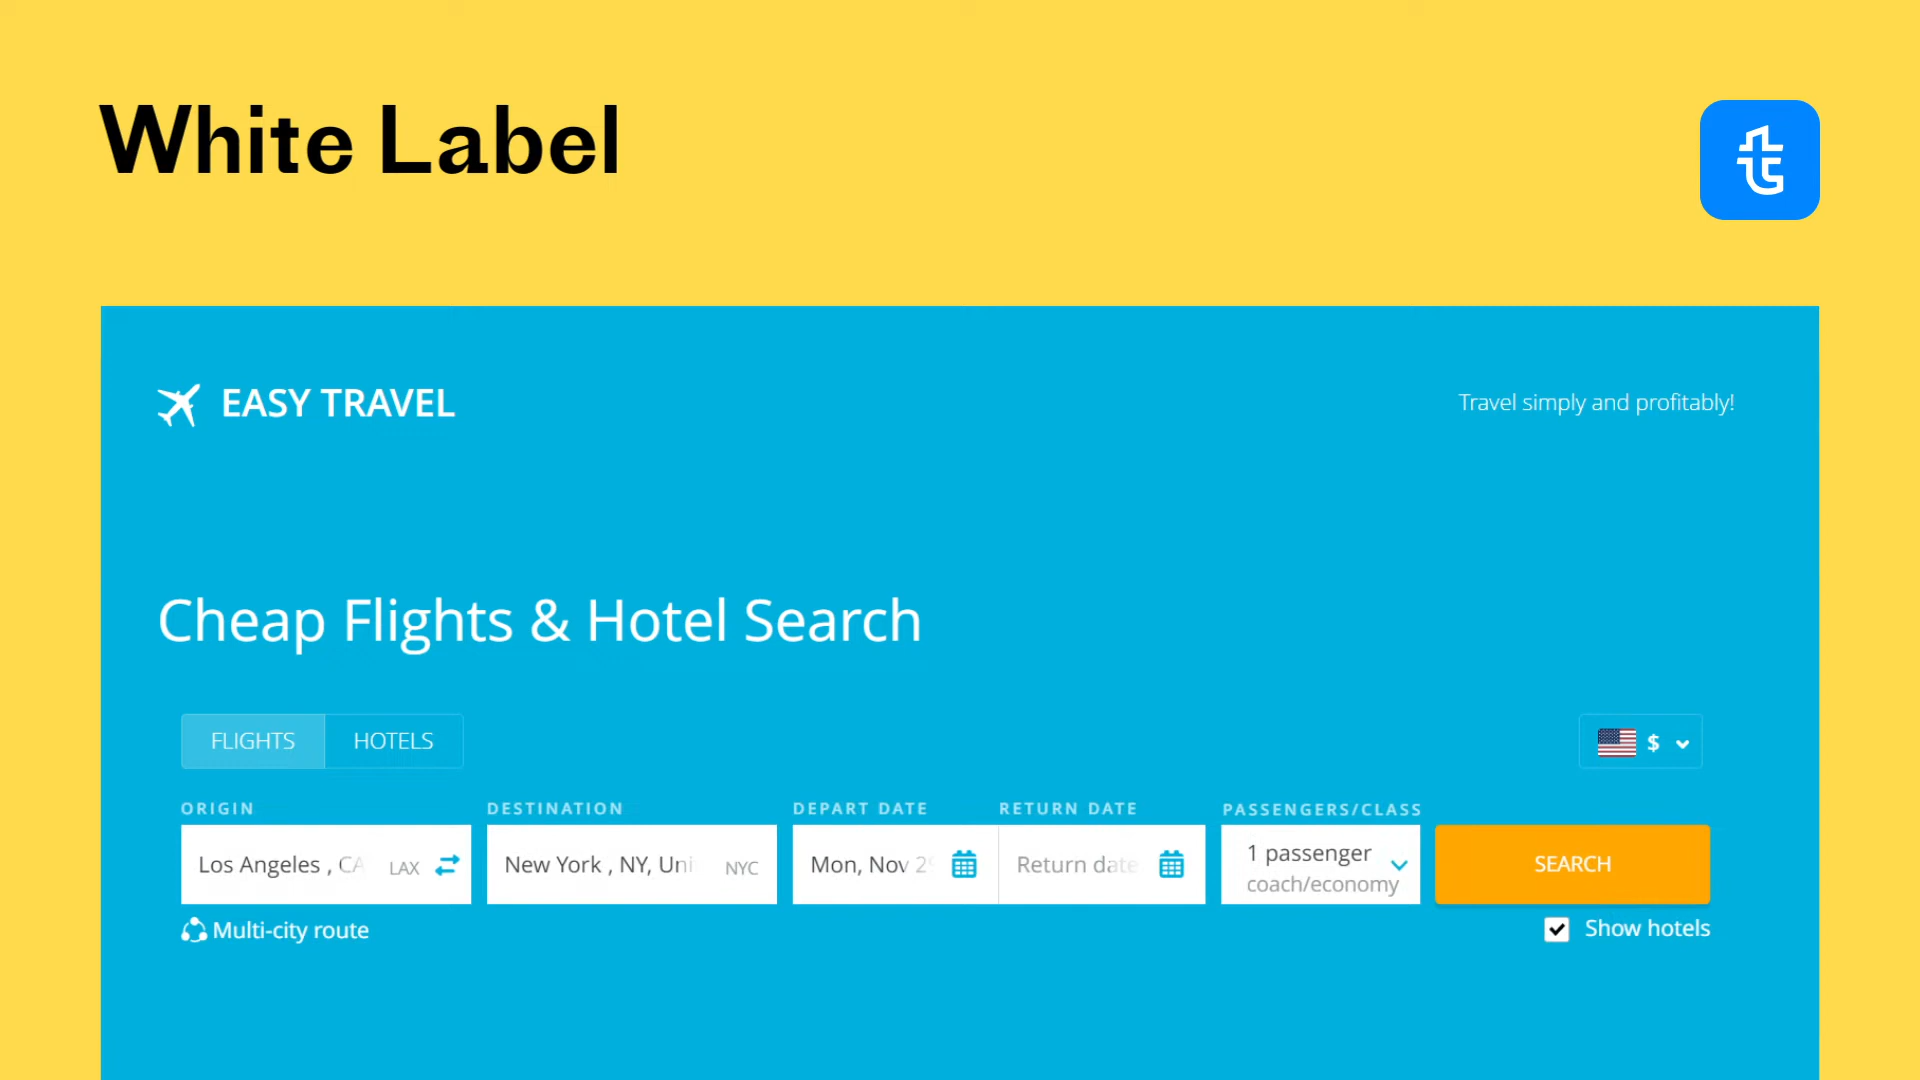 White Label
EASY TRAVEL
Travel simply and profitably!
Cheap Flights & Hotel Search
FLIGHTS HOTELS
$
ORIGIN DESTINATION DEPART DATE RETURN DATE PASSENGERS/CLASS
Los Angeles , CA LAX New York , NY, Uni NYC Mon, Nov Return date 1 passenger SEARCH
coach/economy
Multi-city route Show hotels